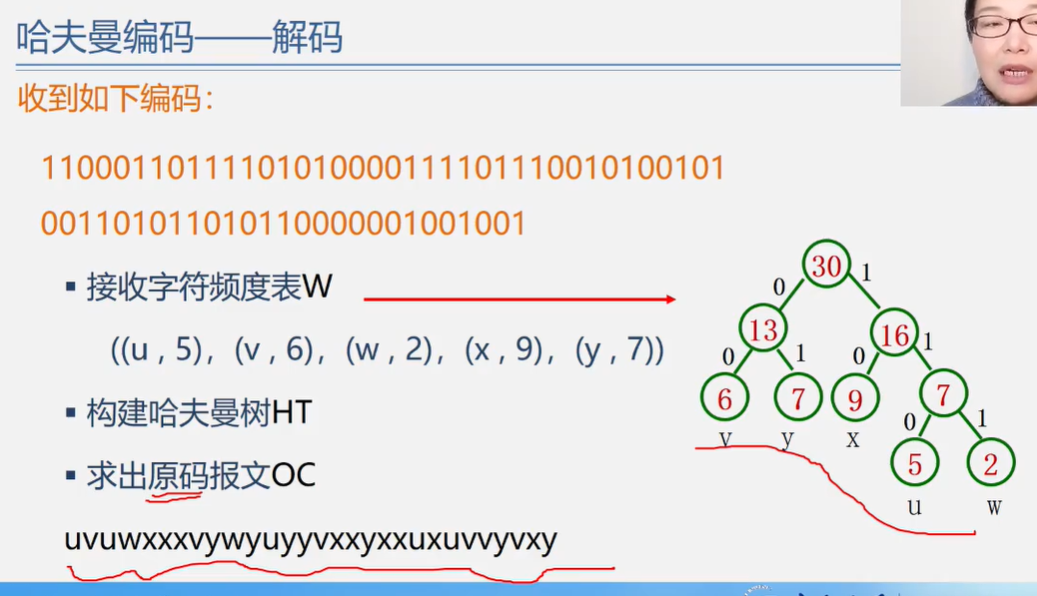 哈夫曼编码——解码
收到如下编码：
11000110111101010000111101110010100101
001101011010110000001001001
▪ 接收字符频度表W
((u , 5),  (v , 6),  (w , 2),  (x , 9),  (y , 7))
▪ 构建哈夫曼树HT
▪ 求出原码报文OC
uvuwxxxvywyuyyvxxyxxuxuvvyvxy
30
0 1
13 16
0 1 0 1
6 7 9 7
v y x 0 1
5 2
u w